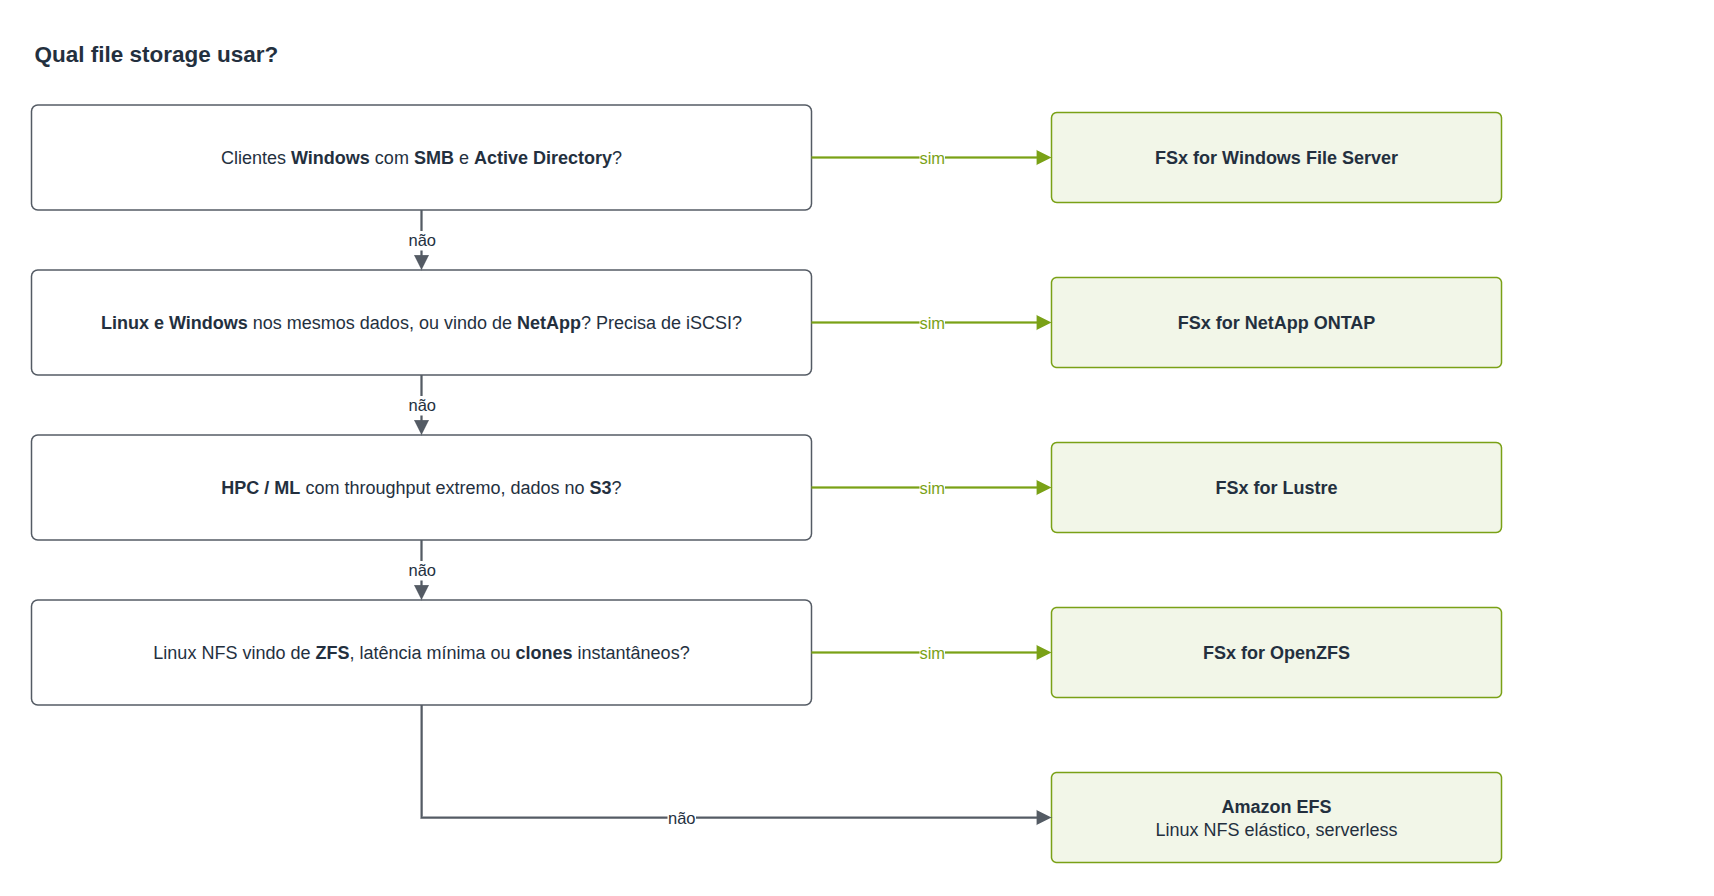 Qual file storage usar?
Clientes Windows com SMB e Active Directory?
sim
FSx for Windows File Server
não
Linux e Windows nos mesmos dados, ou vindo de NetApp? Precisa de iSCSI?
sim
FSx for NetApp ONTAP
não
HPC / ML com throughput extremo, dados no S3?
sim
FSx for Lustre
não
Linux NFS vindo de ZFS, latência mínima ou clones instantâneos?
sim
FSx for OpenZFS
não
Amazon EFS
Linux NFS elástico, serverless